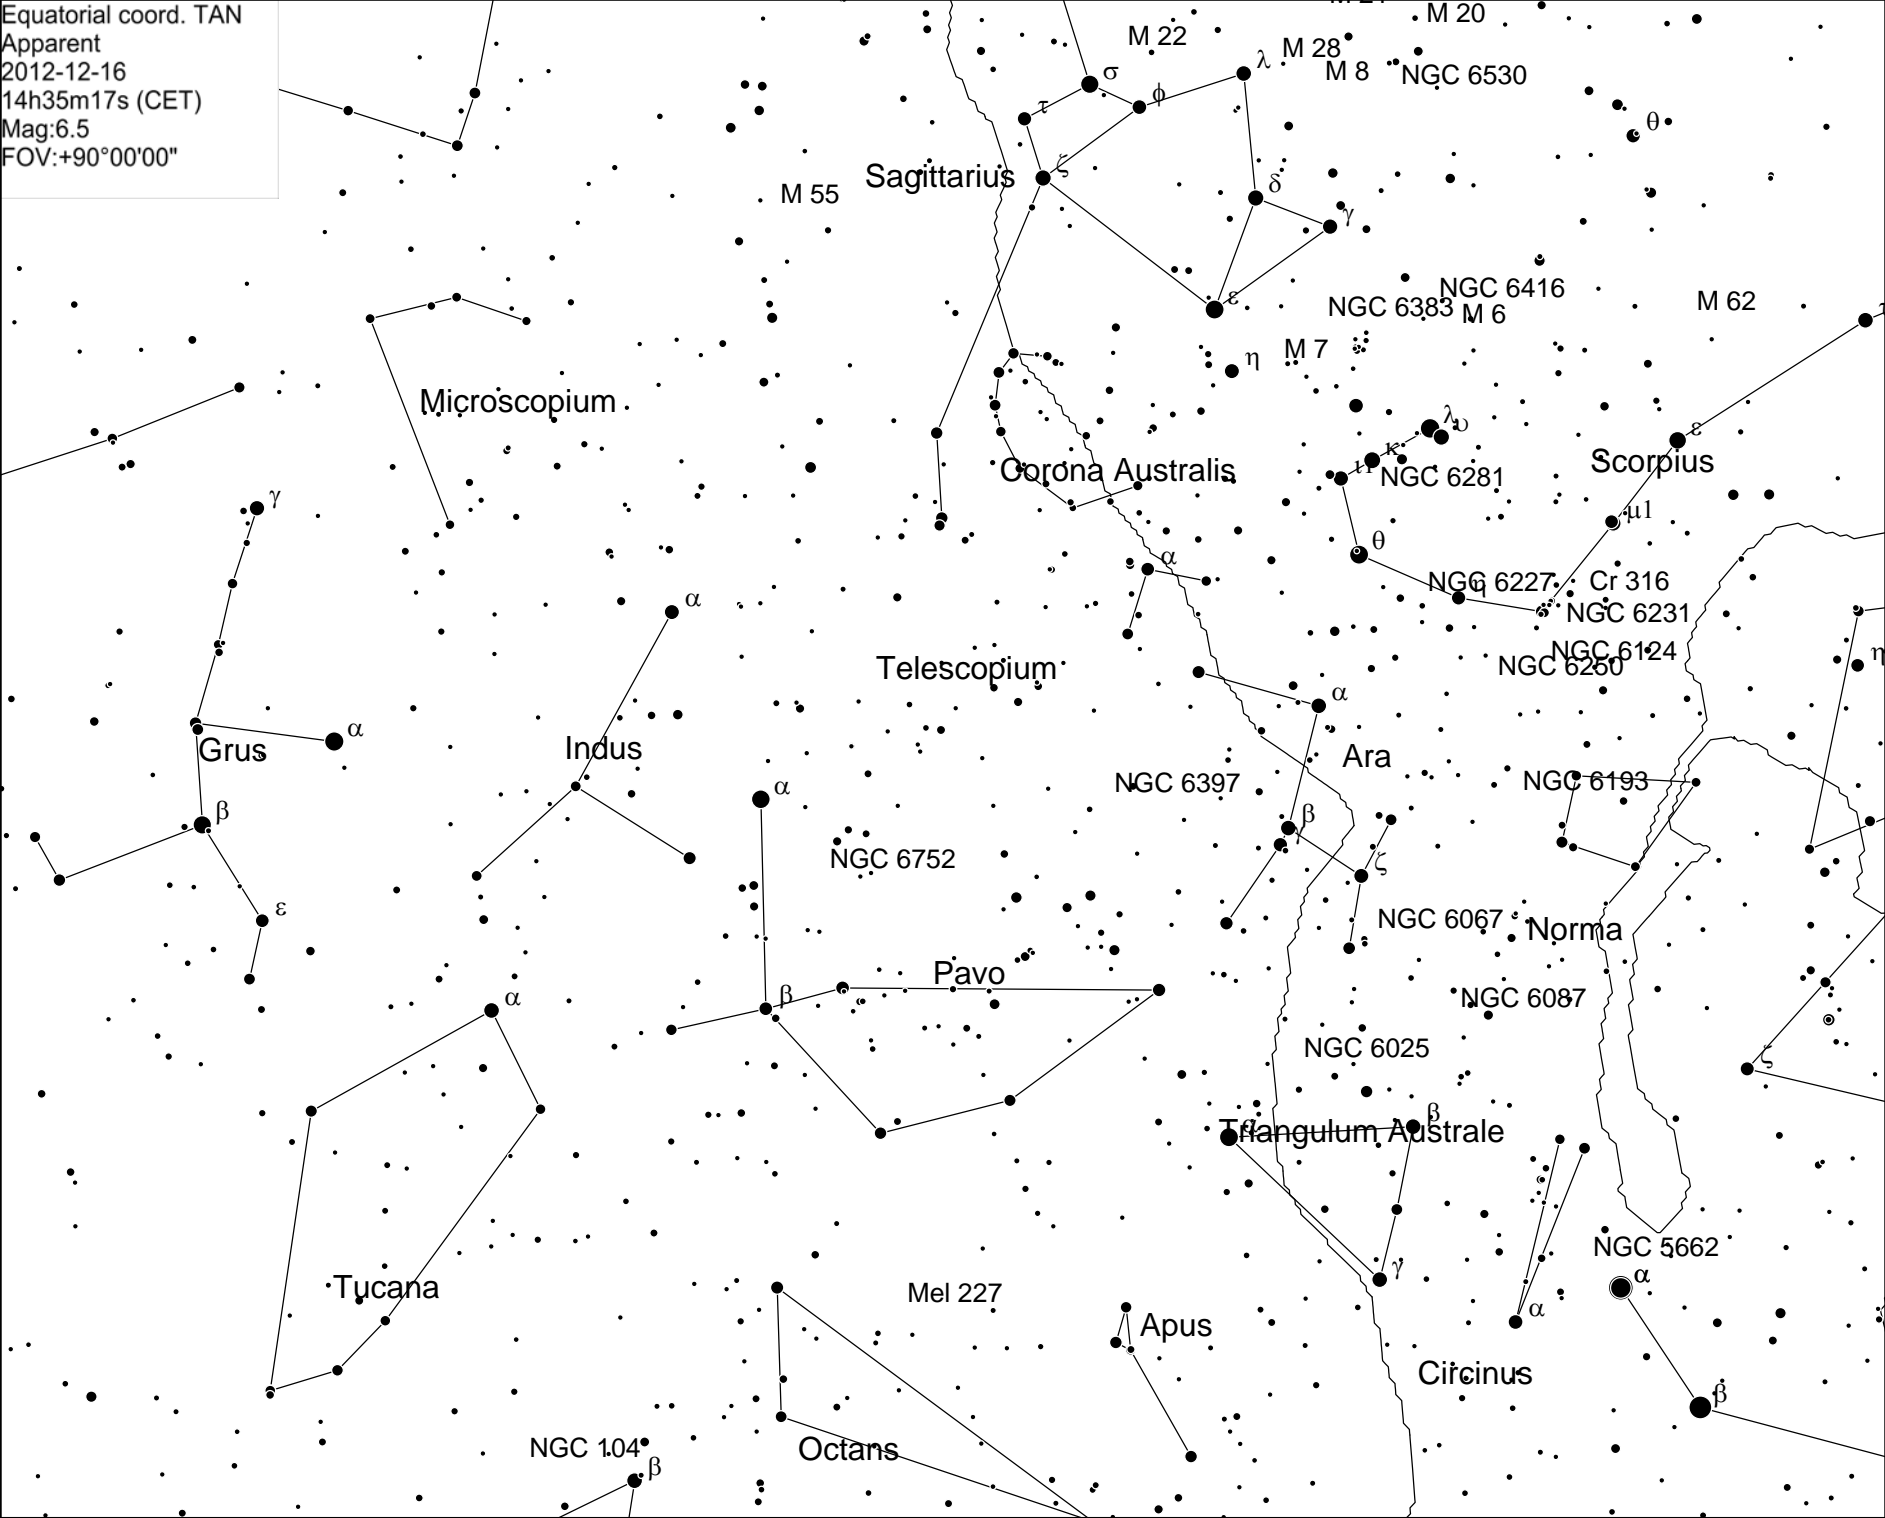 Equatorial coord. TAN
Apparent
2012-12-16
14h35m17s (CET)
Mag:6.5
FOV:+90°00'00"
M 20
M 22
M 28
M 8
NGC 6530
σ
λ
φ
τ
θ
ζ
Sagittarius
M 55
δ
γ
ε
NGC 6416
NGC 6383
M 6
M 62
M 7
η
Microscopium
λ
υ
κ
ι1
ε
Scorpius
Corona Australis
NGC 6281
γ
μ1
θ
α
NGC 6227
η
Cr 316
α
NGC 6231
NGC 6124
NGC 6250
η
Telescopium
α
α
Grus
Indus
Ara
NGC 6397
NGC 6193
α
β
β
γ
NGC 6752
ζ
ε
NGC 6067
Norma
Pavo
α
β
NGC 6087
NGC 6025
ζ
β
α
Triangulum Australe
NGC 5662
γ
α
Tucana
Mel 227
α
Apus
Circinus
β
NGC 104
Octans
β